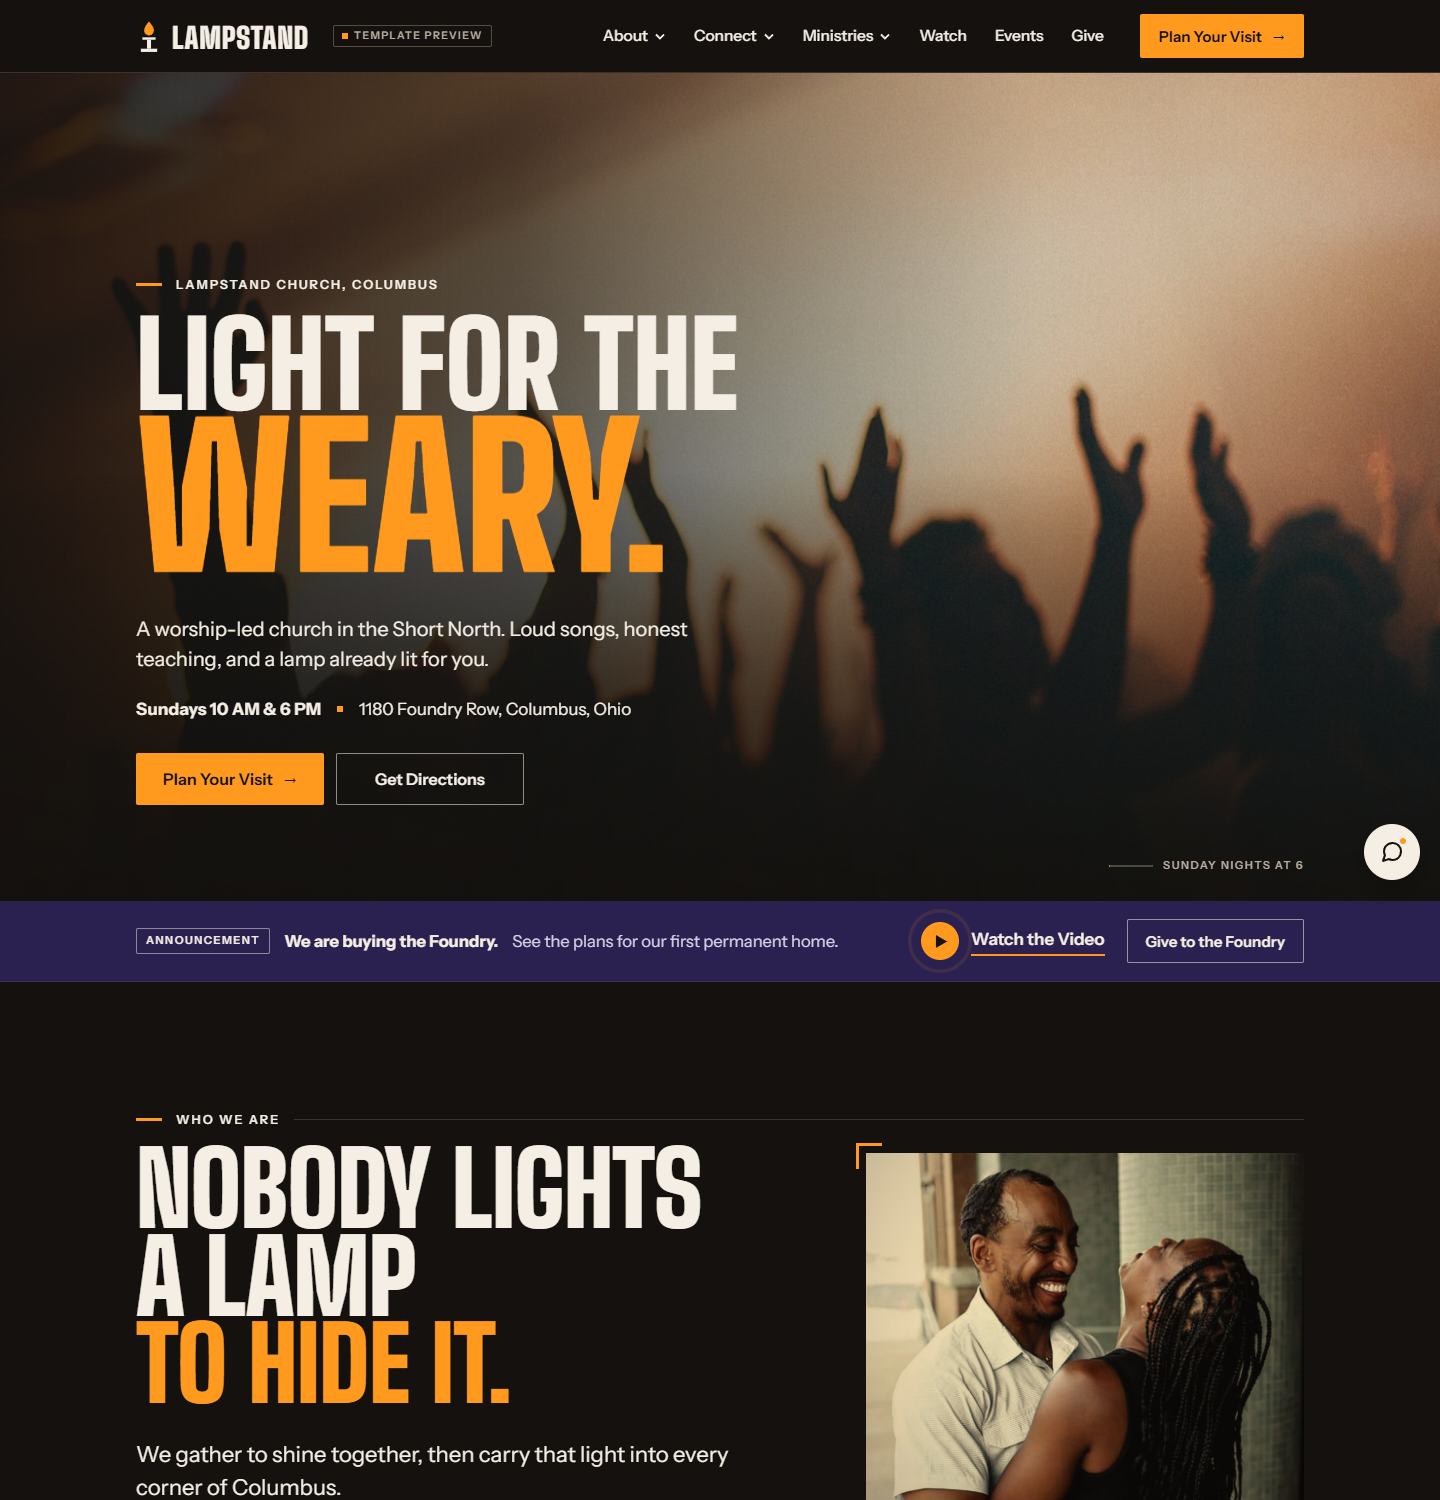 LAMPSTAND
TEMPLATE PREVIEW
About
Connect
Ministries
Watch
Events
Give
Plan Your Visit →
LAMPSTAND CHURCH, COLUMBUS
LIGHT FOR THE
WEARY.
A worship-led church in the Short North. Loud songs, honest
teaching, and a lamp already lit for you.
Sundays 10 AM & 6 PM
1180 Foundry Row, Columbus, Ohio
Plan Your Visit →
Get Directions
SUNDAY NIGHTS AT 6
ANNOUNCEMENT
We are buying the Foundry. See the plans for our first permanent home.
Watch the Video
Give to the Foundry
WHO WE ARE
NOBODY LIGHTS
A LAMP
TO HIDE IT.
We gather to shine together, then carry that light into every
corner of Columbus.